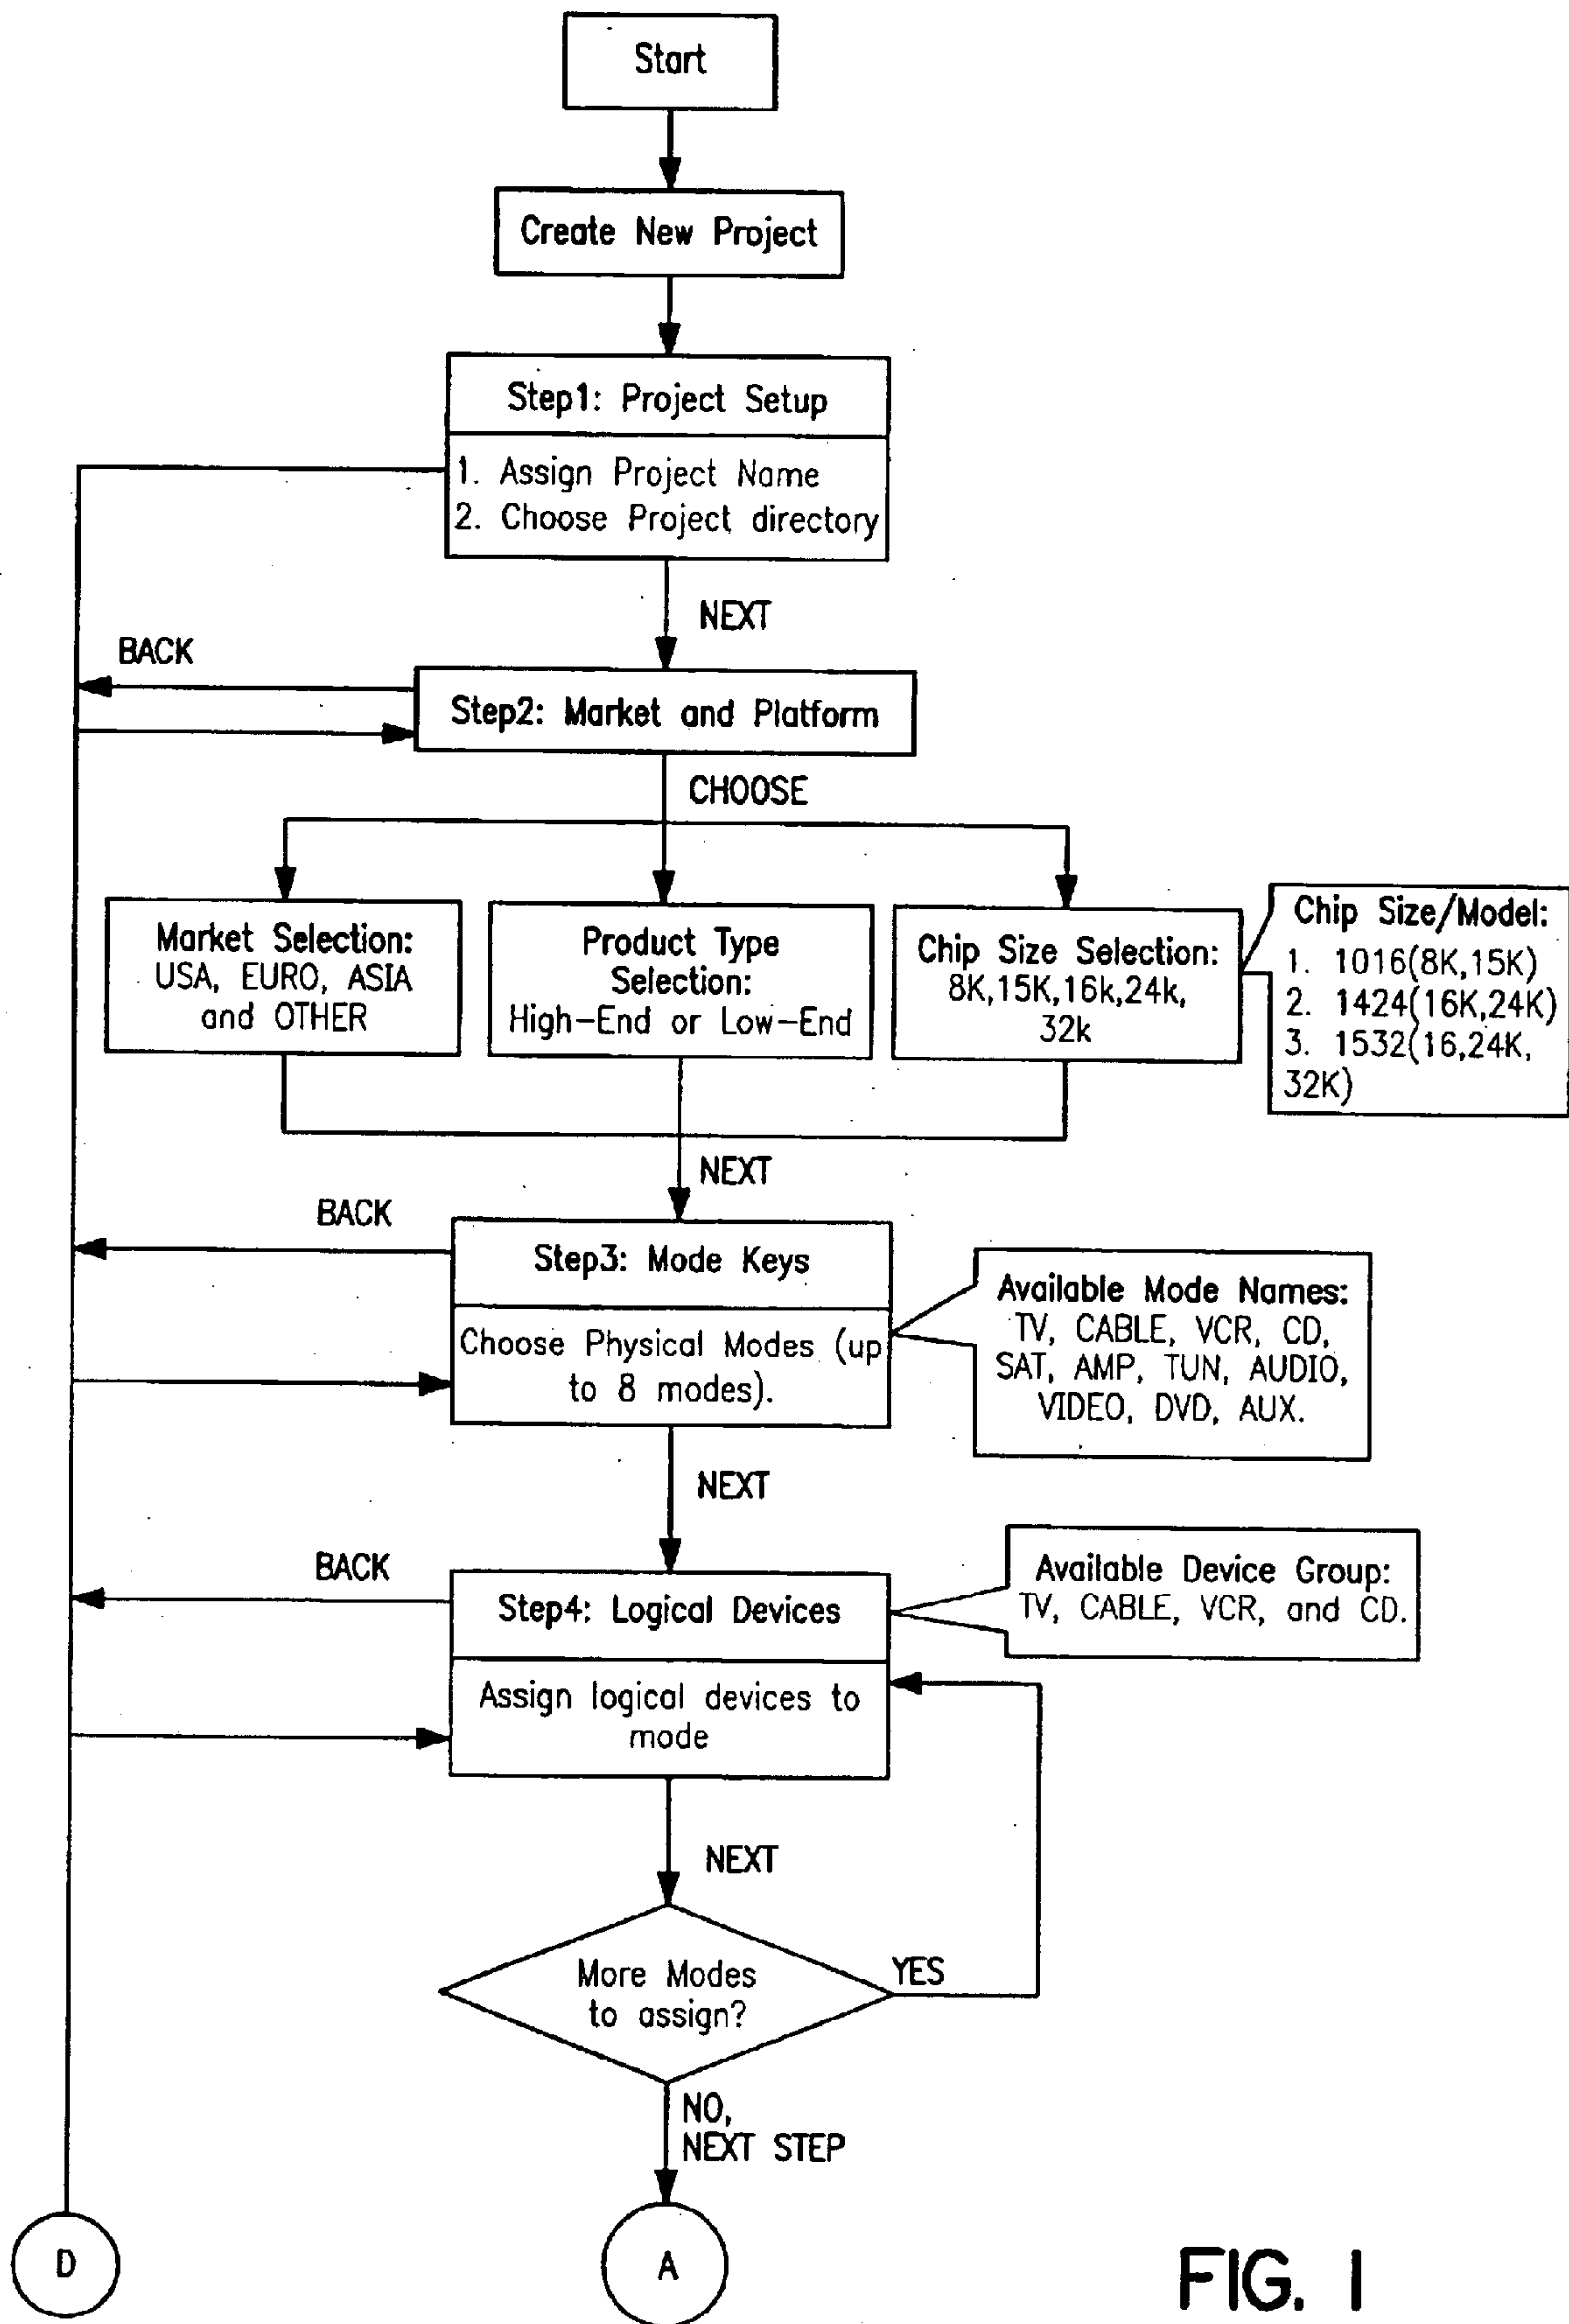 Start
Create New Project
Step1: Project Setup
1. Assign Project Name
2. Choose Project directory
NEXT
BACK
Step2: Market and Platform
CHOOSE
Market Selection:
USA, EURO, ASIA
and OTHER
Product Type
Selection:
High-End or Low-End
Chip Size Selection:
8K,15K,16k,24k,
32k
Chip Size/Model:
1. 1016(8K,15K)
2. 1424(16K,24K)
3. 1532(16,24K,
32K)
NEXT
BACK
Step3: Mode Keys
Choose Physical Modes (up
to 8 modes).
Available Mode Names:
TV, CABLE, VCR, CD,
SAT, AMP, TUN, AUDIO,
VIDEO, DVD, AUX.
NEXT
BACK
Step4: Logical Devices
Assign logical devices to
mode
Available Device Group:
TV, CABLE, VCR, and CD.
NEXT
More Modes
to assign?
YES
NO,
NEXT STEP
D
A
FIG. 1